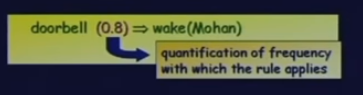 doorbell (0.8) ⇒ wake(Mohan)
quantification of frequency
with which the rule applies